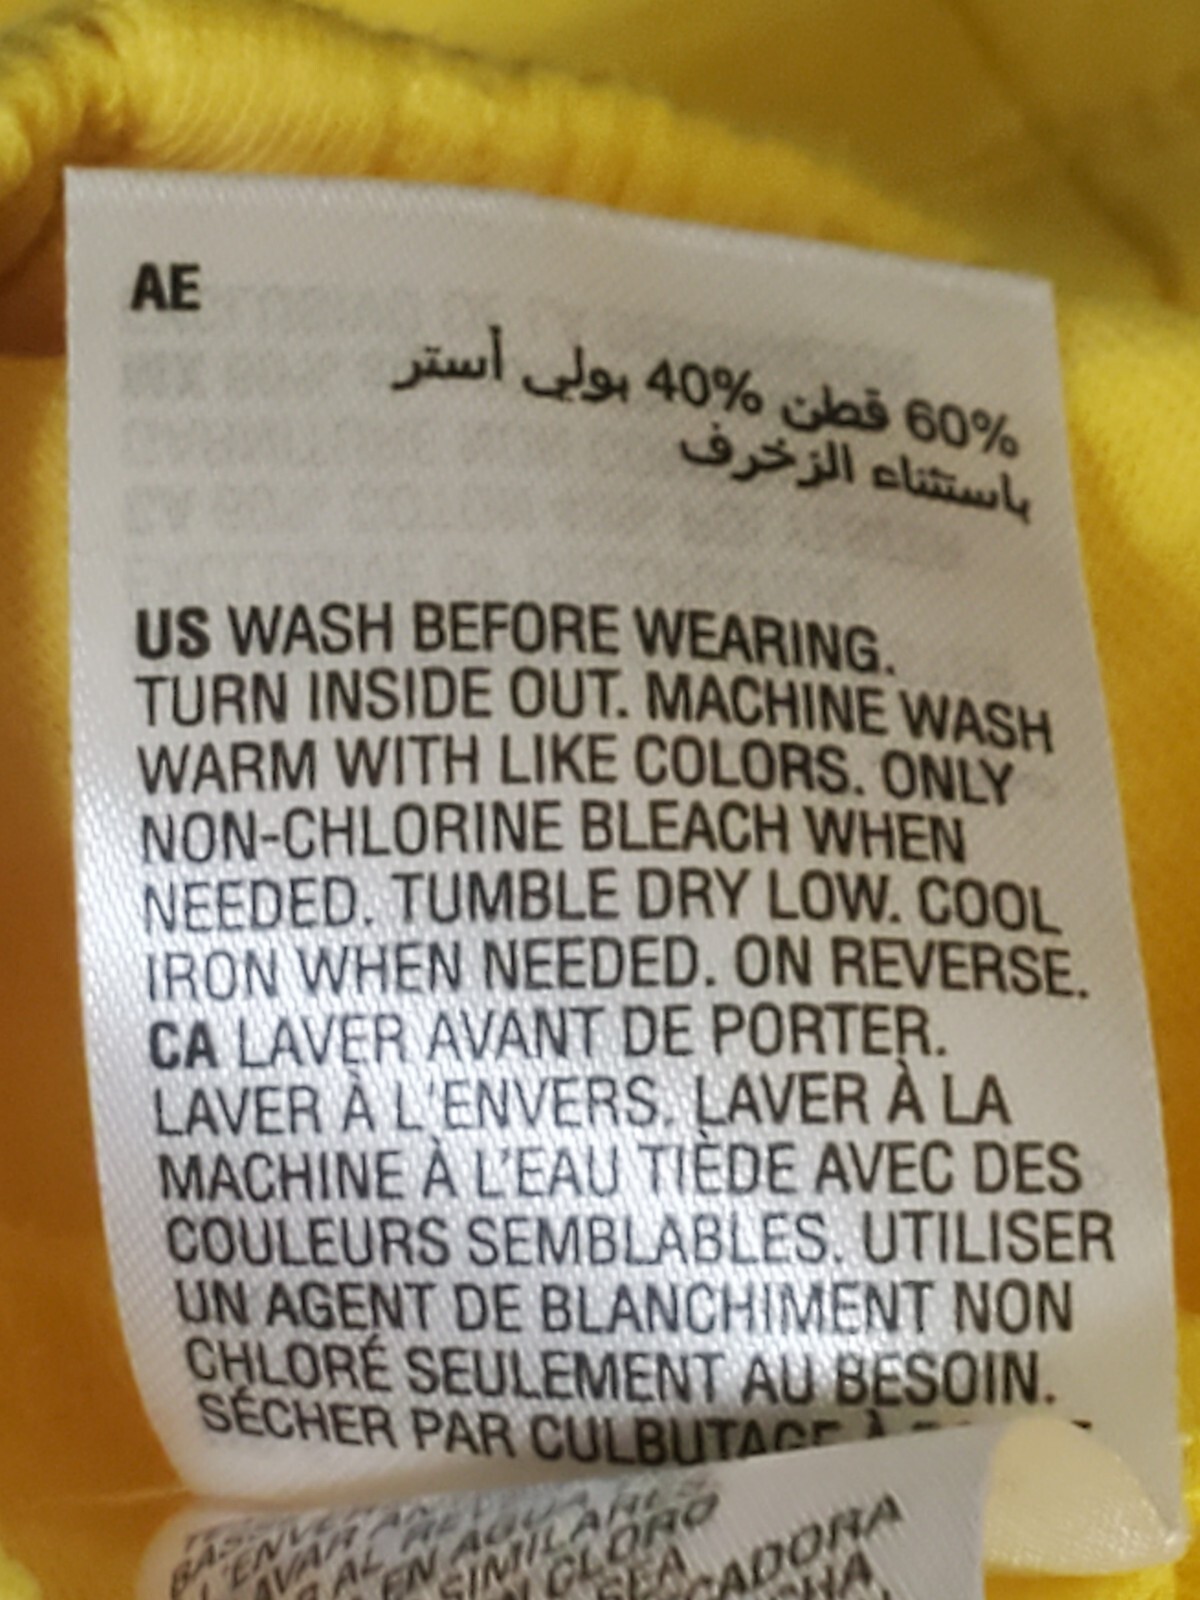 AE
60% قطن 40% بولي أستر
باستثناء الزخرف
US WASH BEFORE WEARING.
TURN INSIDE OUT. MACHINE WASH
WARM WITH LIKE COLORS. ONLY
NON-CHLORINE BLEACH WHEN
NEEDED. TUMBLE DRY LOW. COOL
IRON WHEN NEEDED. ON REVERSE.
CA LAVER AVANT DE PORTER.
LAVER À L'ENVERS. LAVER À LA
MACHINE À L'EAU TIÈDE AVEC DES
COULEURS SEMBLABLES. UTILISER
UN AGENT DE BLANCHIMENT NON
CHLORÉ SEULEMENT AU BESOIN.
SÉCHER PAR CULBUTAGE À